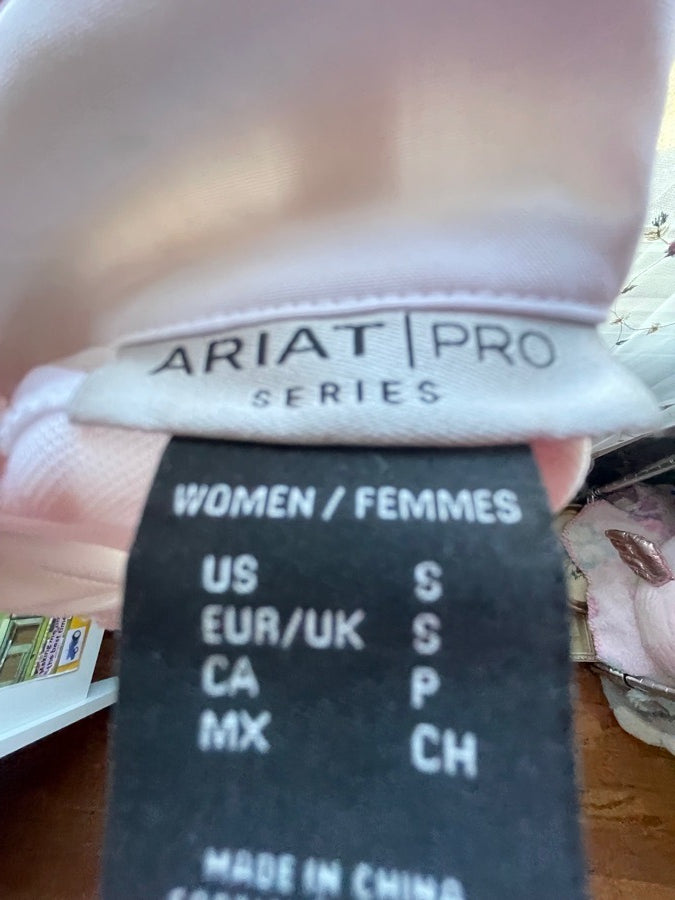 ARIAT | PRO
SERIES
WOMEN / FEMMES
US S
EUR/UK S
CA P
MX CH
MADE IN CHINA